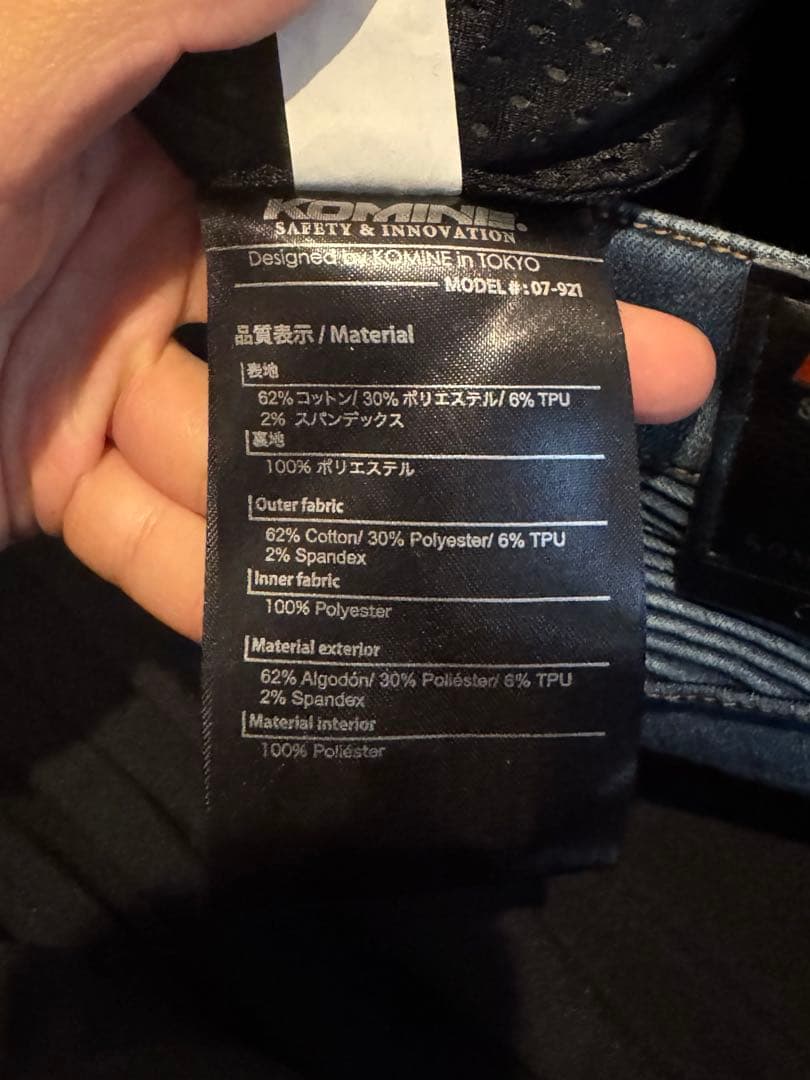 KOMINE
SAFETY & INNOVATION
Designed by KOMINE in TOKYO
MODEL #: 07-921
品質表示 / Material
表地
62% コットン/ 30% ポリエステル/ 6% TPU
2% スパンデックス
裏地
100% ポリエステル
Outer fabric
62% Cotton/ 30% Polyester/ 6% TPU
2% Spandex
Inner fabric
100% Polyester
Material exterior
62% Algodón/ 30% Poliéster/ 6% TPU
2% Spandex
Material interior
100% Poliéster